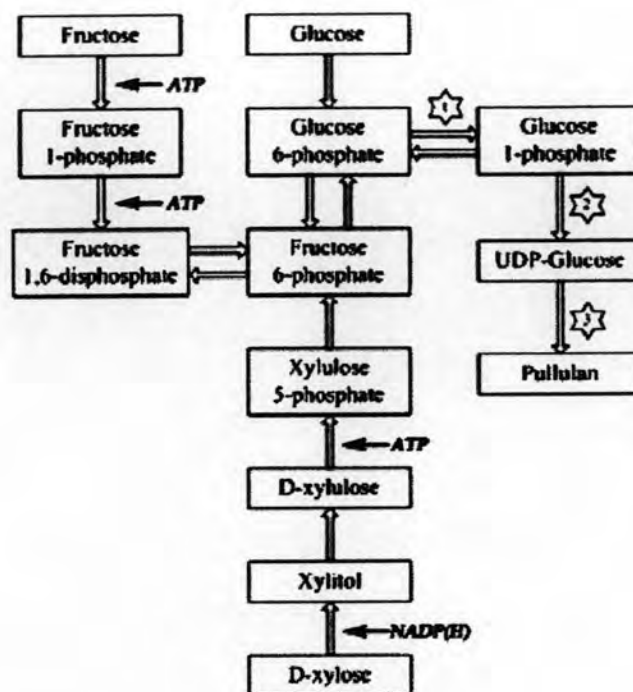 Fructose
ATP
Fructose
1-phosphate
ATP
Fructose
1,6-disphosphate
Glucose
Glucose
6-phosphate
Fructose
6-phosphate
Xylulose
5-phosphate
ATP
D-xylulose
Xylitol
NADP(H)
D-xylose
1
Glucose
1-phosphate
2
UDP-Glucose
3
Pullulan